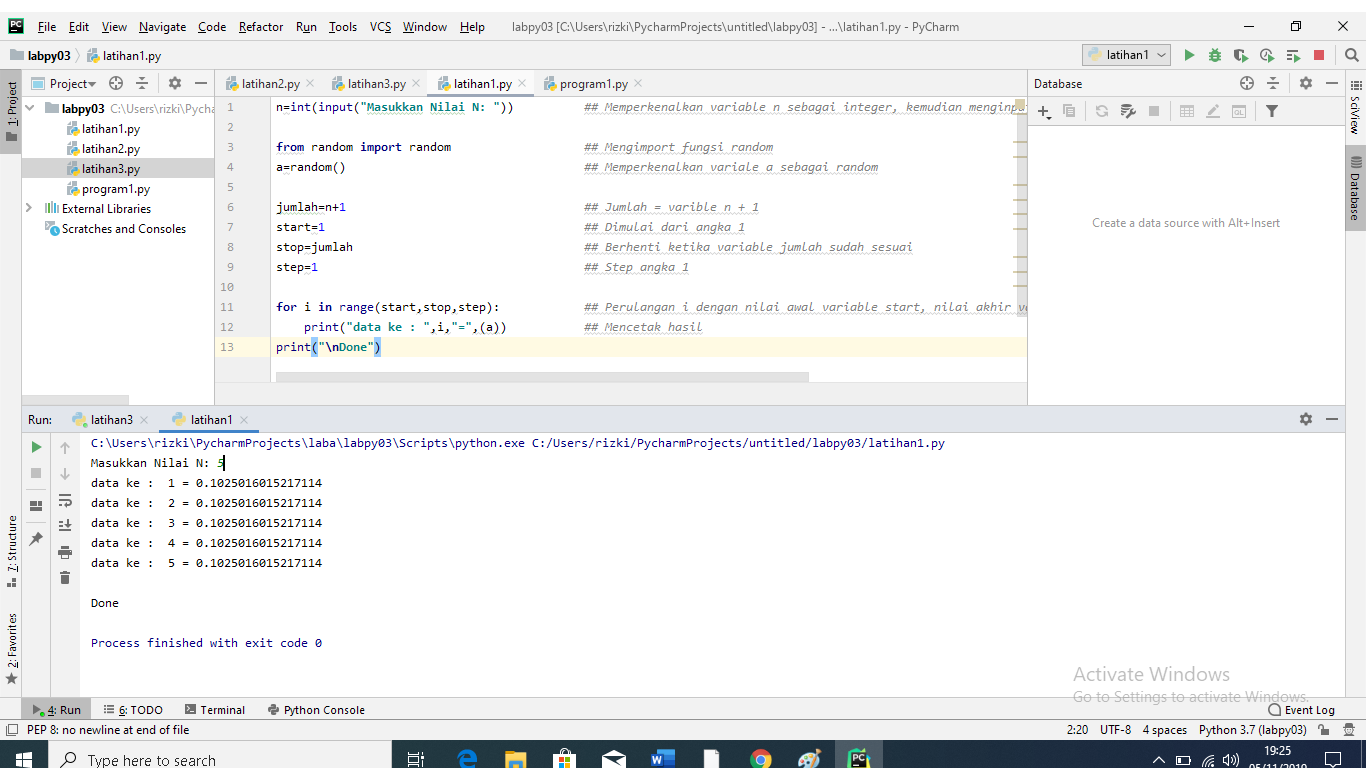 File Edit View Navigate Code Refactor Run Tools VCS Window Help labpy03 [C:\Users\rizki\PycharmProjects\untitled\labpy03] - ...\latihan1.py - PyCharm
labpy03 latihan1.py latihan1
1: Project
Project
labpy03 C:\Users\rizki\Pycha
latihan1.py
latihan2.py
latihan3.py
program1.py
External Libraries
Scratches and Consoles
latihan2.py latihan3.py latihan1.py program1.py
1 n=int(input("Masukkan Nilai N: ")) ## Memperkenalkan variable n sebagai integer, kemudian menginpu
2
3 from random import random ## Mengimport fungsi random
4 a=random() ## Memperkenalkan variale a sebagai random
5
6 jumlah=n+1 ## Jumlah = varible n + 1
7 start=1 ## Dimulai dari angka 1
8 stop=jumlah ## Berhenti ketika variable jumlah sudah sesuai
9 step=1 ## Step angka 1
10
11 for i in range(start,stop,step): ## Perulangan i dengan nilai awal variable start, nilai akhir
12 print("data ke : ",i,"=",(a)) ## Mencetak hasil
13 print("\nDone")
Database
Create a data source with Alt+Insert
SciView
Database
Run: latihan3 latihan1
C:\Users\rizki\PycharmProjects\laba\labpy03\Scripts\python.exe C:/Users/rizki/PycharmProjects/untitled/labpy03/latihan1.py
Masukkan Nilai N: 5
data ke :  1 = 0.1025016015217114
data ke :  2 = 0.1025016015217114
data ke :  3 = 0.1025016015217114
data ke :  4 = 0.1025016015217114
data ke :  5 = 0.1025016015217114
Done
Process finished with exit code 0
7: Structure
2: Favorites
Activate Windows
Go to Settings to activate Windows.
4: Run 6: TODO Terminal Python Console Event Log
PEP 8: no newline at end of file 2:20 UTF-8 4 spaces Python 3.7 (labpy03)
Type here to search
19:25
05/11/2019